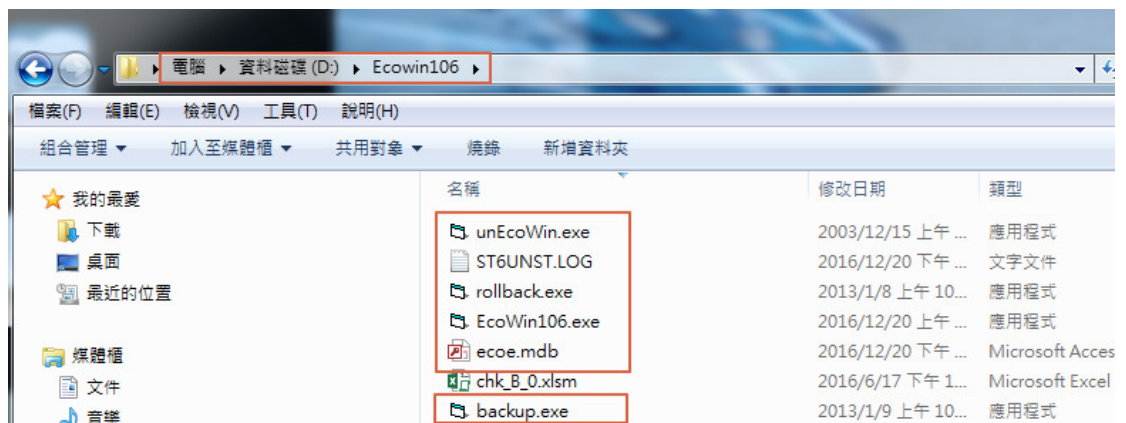 電腦 ▸ 資料磁碟 (D:) ▸ Ecowin106 ▸
檔案(F) 編輯(E) 檢視(V) 工具(T) 說明(H)
組合管理 ▼ 加入至媒體櫃 ▼ 共用對象 ▼ 燒錄 新增資料夾
我的最愛
下載
桌面
最近的位置
媒體櫃
文件
音樂
名稱 修改日期 類型
unEcoWin.exe 2003/12/15 上午 ... 應用程式
ST6UNST.LOG 2016/12/20 下午 ... 文字文件
rollback.exe 2013/1/8 上午 10... 應用程式
EcoWin106.exe 2016/12/20 上午 ... 應用程式
ecoe.mdb 2016/12/20 下午 ... Microsoft Acces
chk_B_0.xlsm 2016/6/17 下午 1... Microsoft Excel
backup.exe 2013/1/9 上午 10... 應用程式